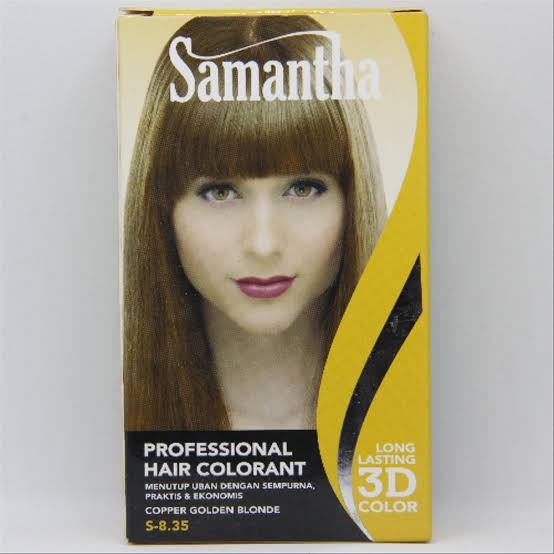 Samantha
PROFESSIONAL
HAIR COLORANT
MENUTUP UBAN DENGAN SEMPURNA,
PRAKTIS & EKONOMIS
COPPER GOLDEN BLONDE
S-8.35
LONG
LASTING
3D
COLOR